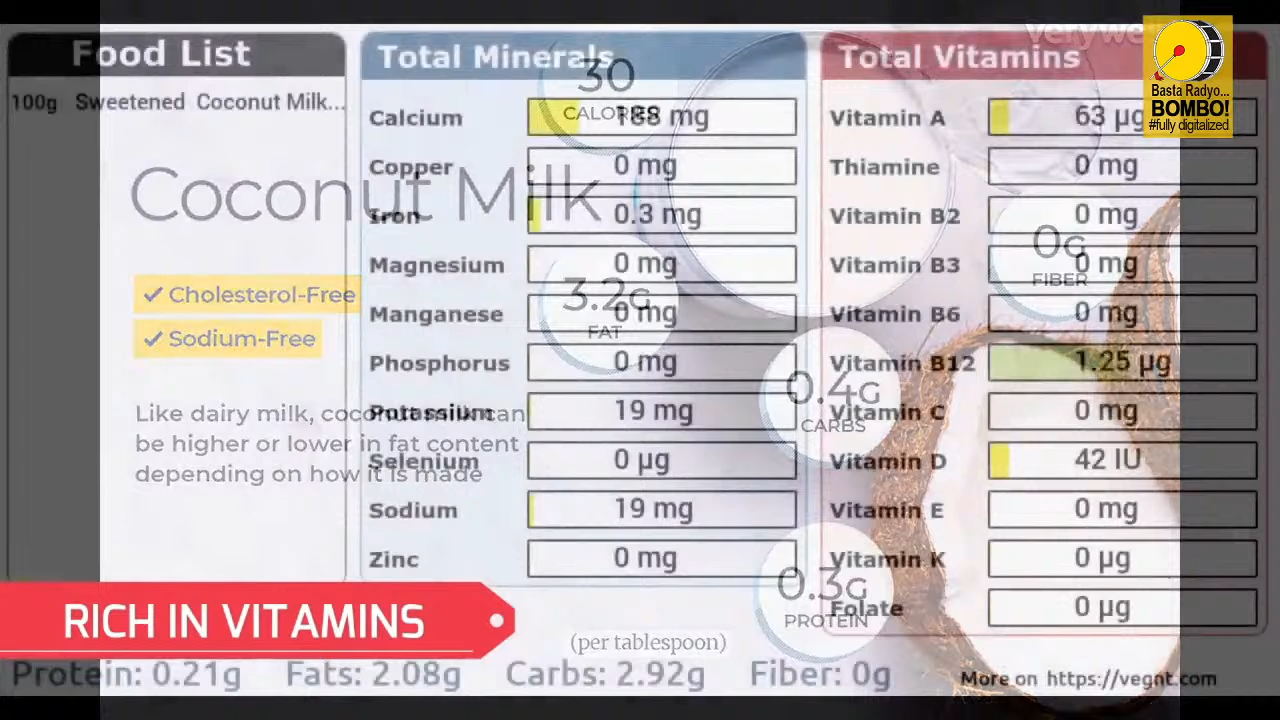 verywe
Basta Radyo...
BOMBO!
#fully digitalized
Food List
100g Sweetened Coconut Milk...
Total Minerals
Calcium 188 mg
Copper 0 mg
Iron 0.3 mg
Magnesium 0 mg
Manganese 0 mg
Phosphorus 0 mg
Potassium 19 mg
Selenium 0 µg
Sodium 19 mg
Zinc 0 mg
Total Vitamins
Vitamin A 63 µg
Thiamine 0 mg
Vitamin B2 0 mg
Vitamin B3 0 mg
Vitamin B6 0 mg
Vitamin B12 1.25 µg
Vitamin C 0 mg
Vitamin D 42 IU
Vitamin E 0 mg
Vitamin K 0 µg
Folate 0 µg
Coconut Milk
✓ Cholesterol-Free
✓ Sodium-Free
Like dairy milk, coconut milk can
be higher or lower in fat content
depending on how it is made
30
CALORIES
3.2G
FAT
0G
FIBER
0.4G
CARBS
0.3G
PROTEIN
(per tablespoon)
RICH IN VITAMINS
Protein: 0.21g Fats: 2.08g Carbs: 2.92g Fiber: 0g
More on https://vegnt.com